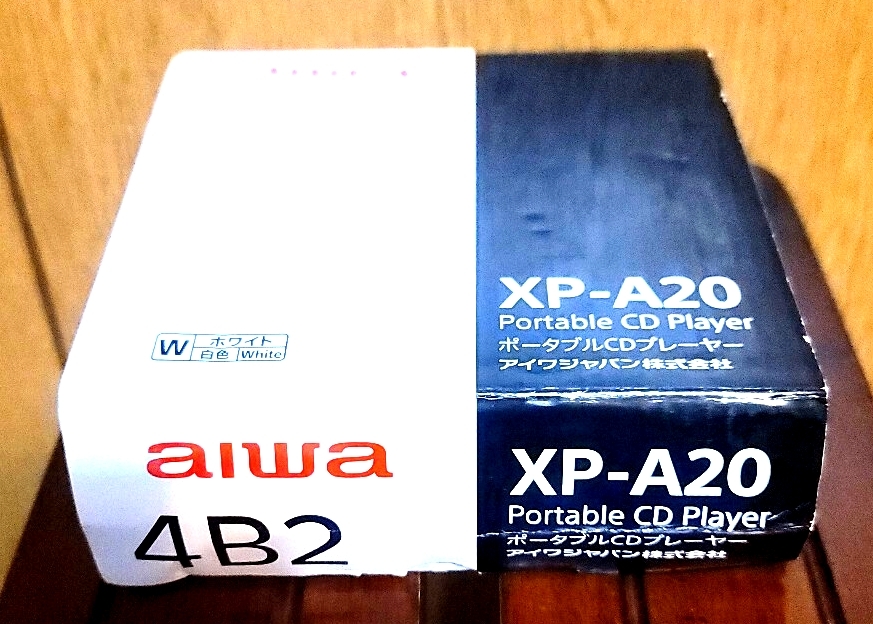 W
ホワイト
白色 White
aiwa
4B2
XP-A20
Portable CD Player
ポータブルCDプレーヤー
アイワジャパン株式会社
XP-A20
Portable CD Player
ポータブルCDプレーヤー
アイワジャパン株式会社